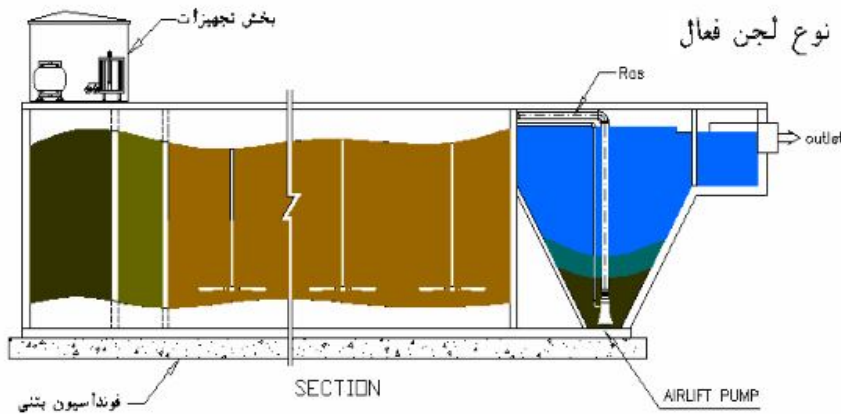 بخش تجهیزات
نوع لجن فعال
Ras
outlet
SECTION
AIRLIFT PUMP
فونداسیون بتنی